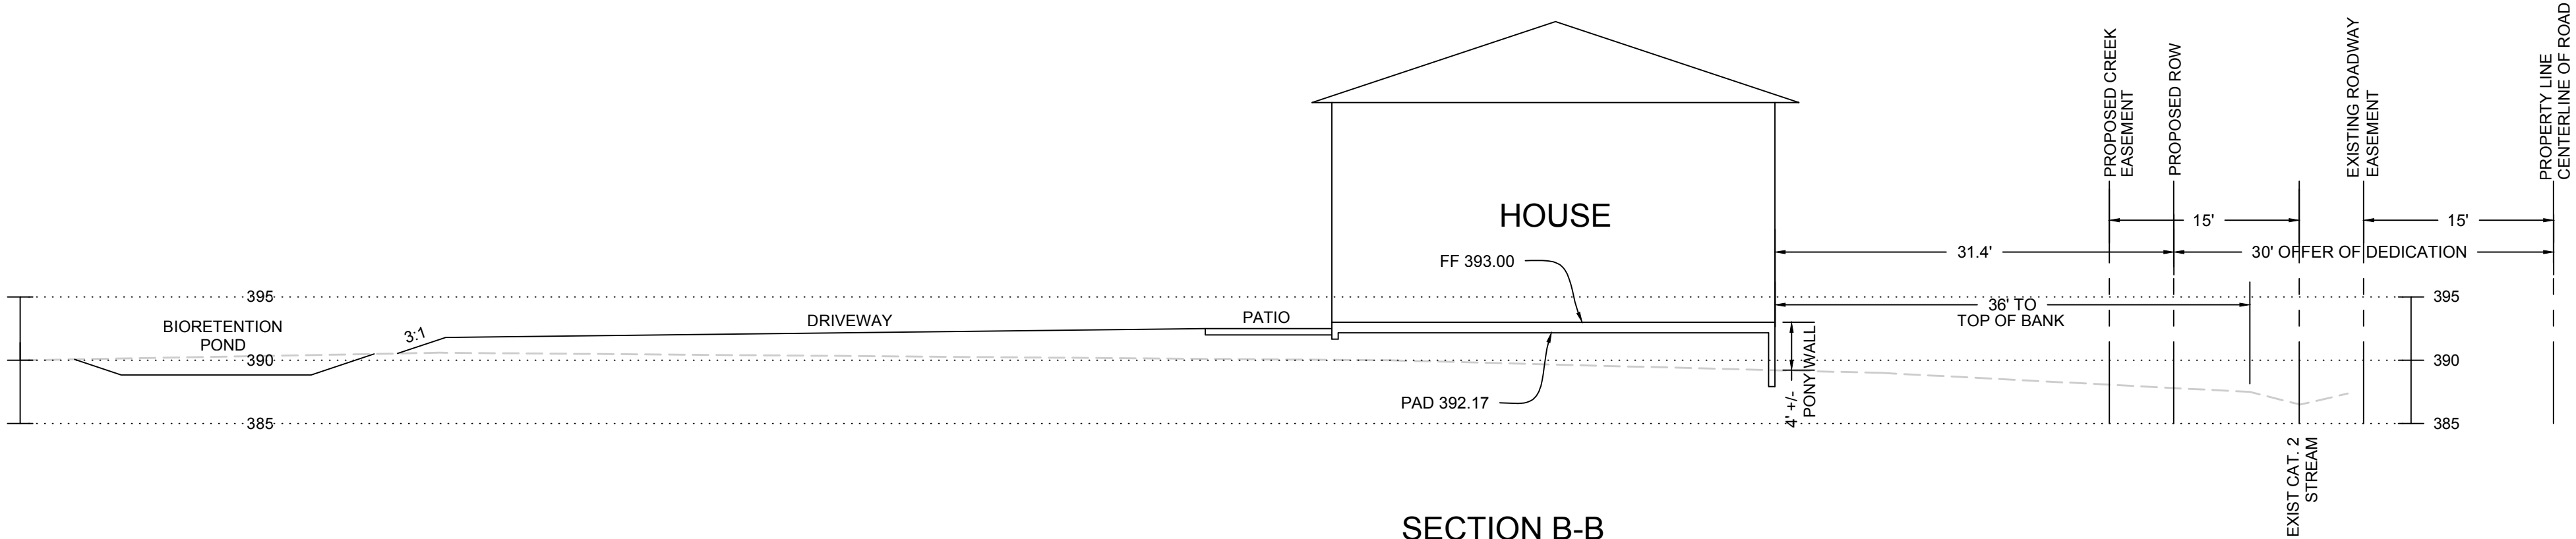 PROPOSED CREEK
EASEMENT
PROPOSED ROW
EXISTING ROADWAY
EASEMENT
PROPERTY LINE
CENTERLINE OF ROAD
HOUSE
15'
15'
31.4'
30' OFFER OF DEDICATION
FF 393.00
395
36' TO
TOP OF BANK
395
BIORETENTION
POND
3:1
DRIVEWAY
PATIO
390
390
4' +/-
PONY WALL
PAD 392.17
385
385
EXIST CAT. 2
STREAM
SECTION B-B